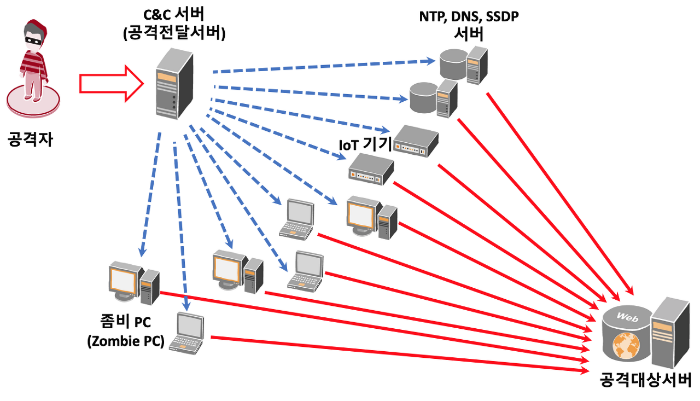 C&C 서버
(공격전달서버)
NTP, DNS, SSDP
서버
공격자
IoT 기기
좀비 PC
(Zombie PC)
Web
공격대상서버